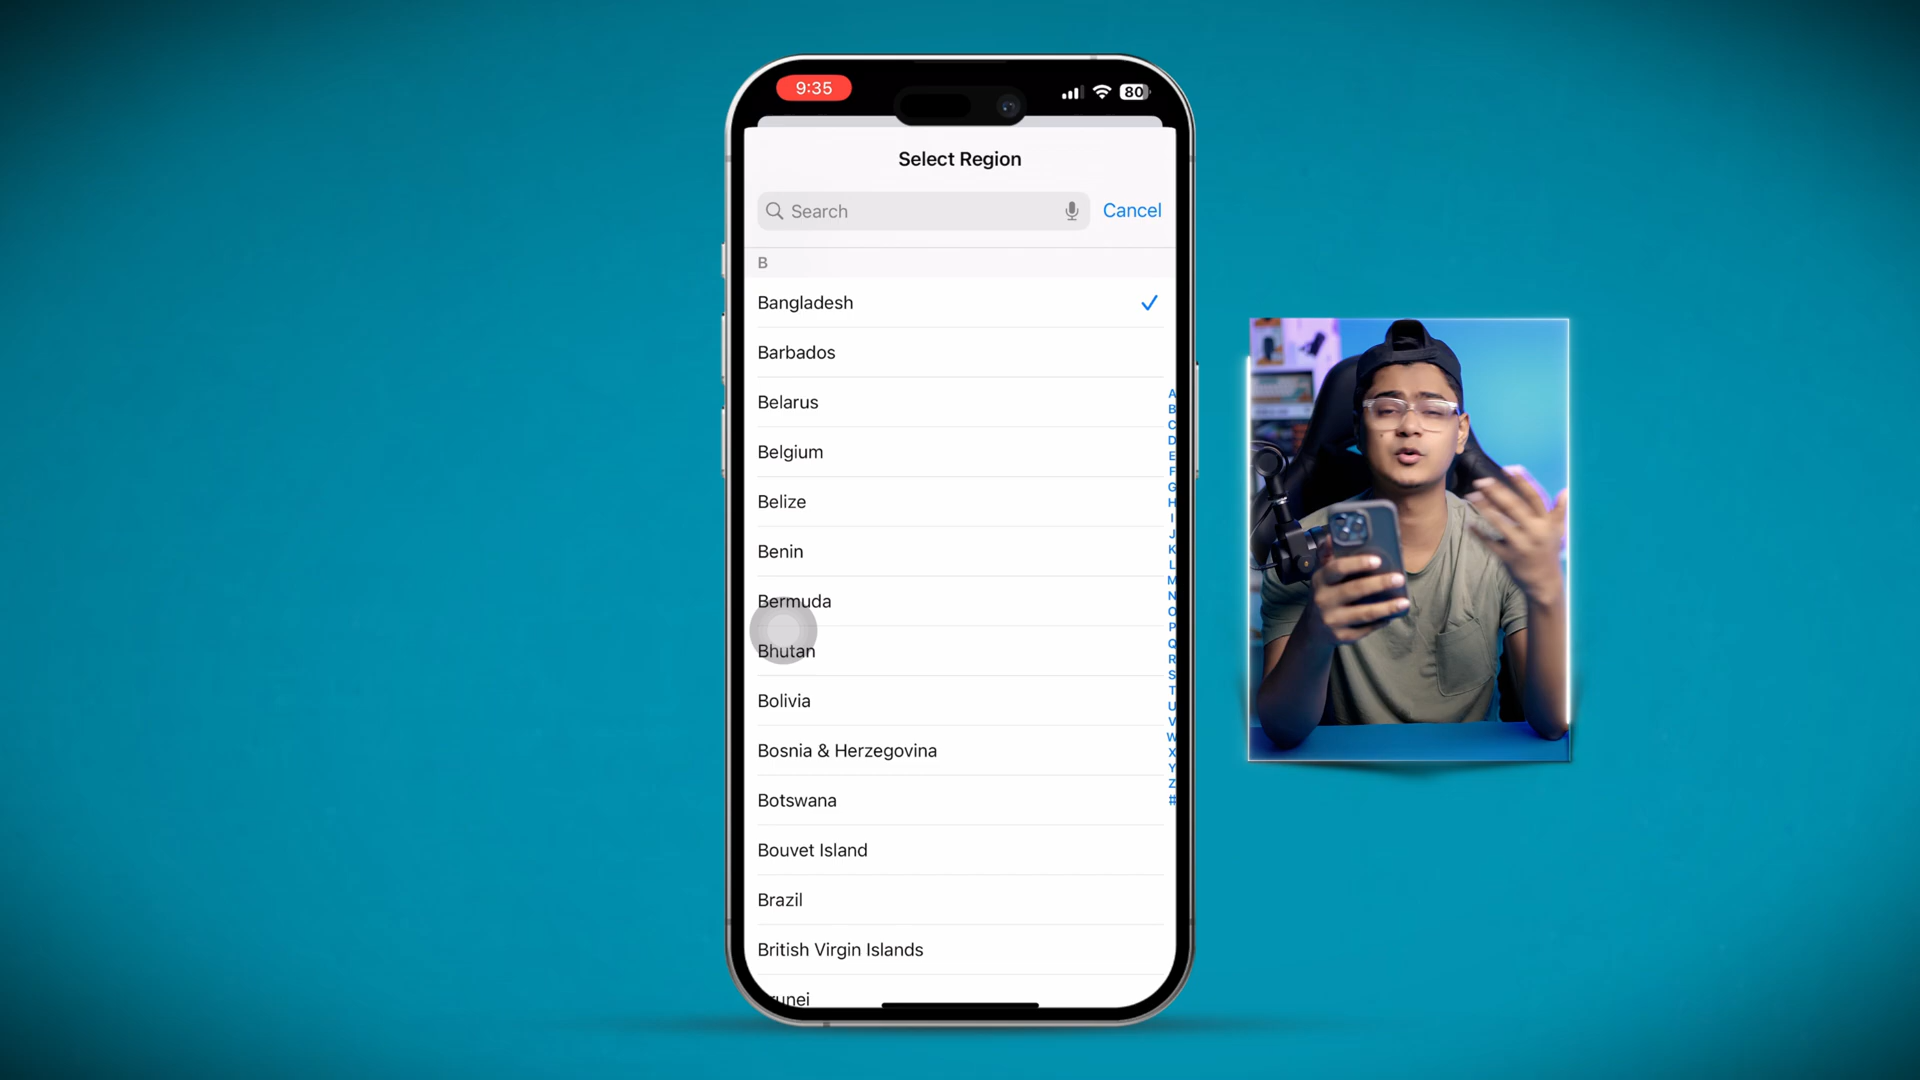 9:35
80
Select Region
Search
Cancel
B
Bangladesh
Barbados
Belarus
Belgium
Belize
Benin
Bermuda
Bhutan
Bolivia
Bosnia & Herzegovina
Botswana
Bouvet Island
Brazil
British Virgin Islands
runei
A
B
C
D
E
F
G
H
I
J
K
L
M
N
O
P
Q
R
S
T
U
V
W
X
Y
Z
#